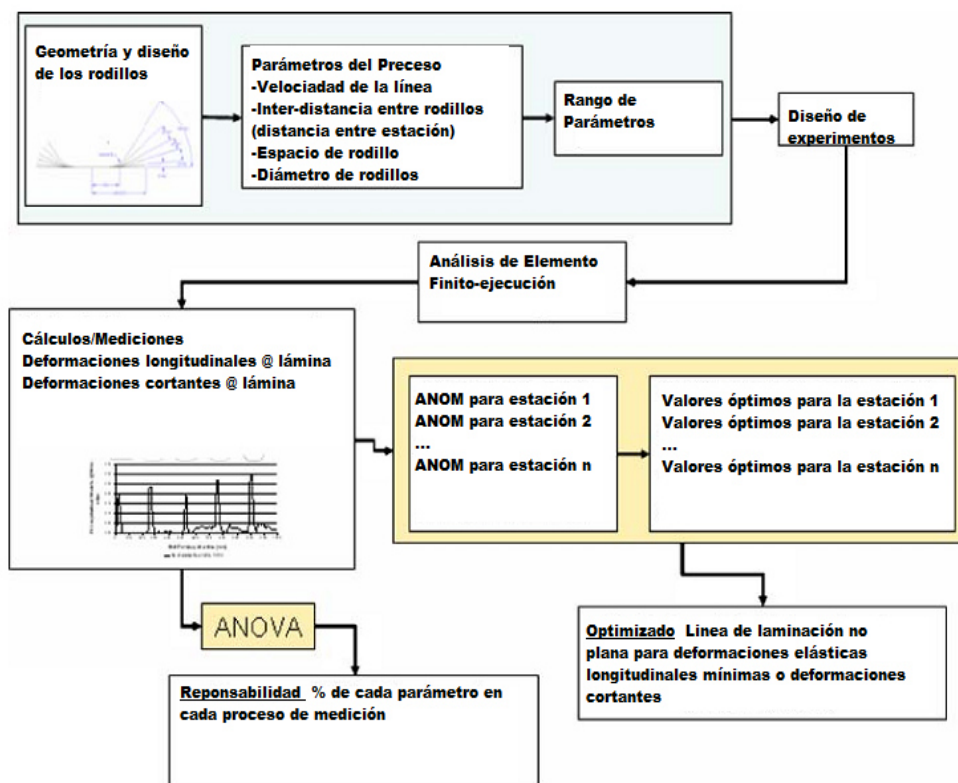 Geometría y diseño
de los rodillos
Parámetros del Preceso
-Velociadad de la línea
-Inter-distancia entre rodillos
(distancia entre estación)
-Espacio de rodillo
-Diámetro de rodillos
Rango de
Parámetros
Diseño de
experimentos
Análisis de Elemento
Finito-ejecución
Cálculos/Mediciones
Deformaciones longitudinales @ lámina
Deformaciones cortantes @ lámina
ANOM para estación 1
ANOM para estación 2
...
ANOM para estación n
Valores óptimos para la estación 1
Valores óptimos para la estación 2
...
Valores óptimos para la estación n
ANOVA
Optimizado Linea de laminación no
plana para deformaciones elásticas
longitudinales mínimas o deformaciones
cortantes
Reponsabilidad % de cada parámetro en
cada proceso de medición